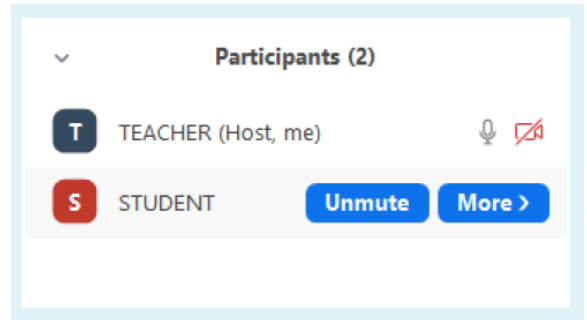 Participants (2)
T TEACHER (Host, me)
S STUDENT Unmute More >